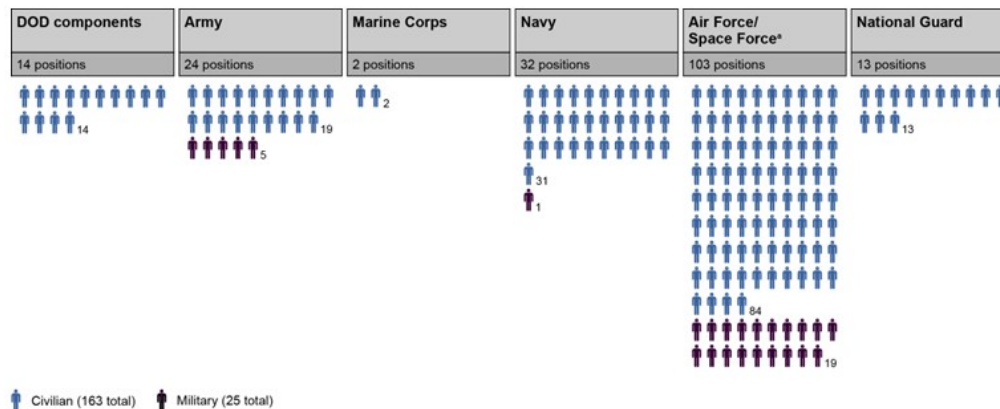 DOD components
14 positions
14
Army
24 positions
19
5
Marine Corps
2 positions
2
Navy
32 positions
31
1
Air Force/
Space Forceª
103 positions
84
19
National Guard
13 positions
13
Civilian (163 total) Military (25 total)